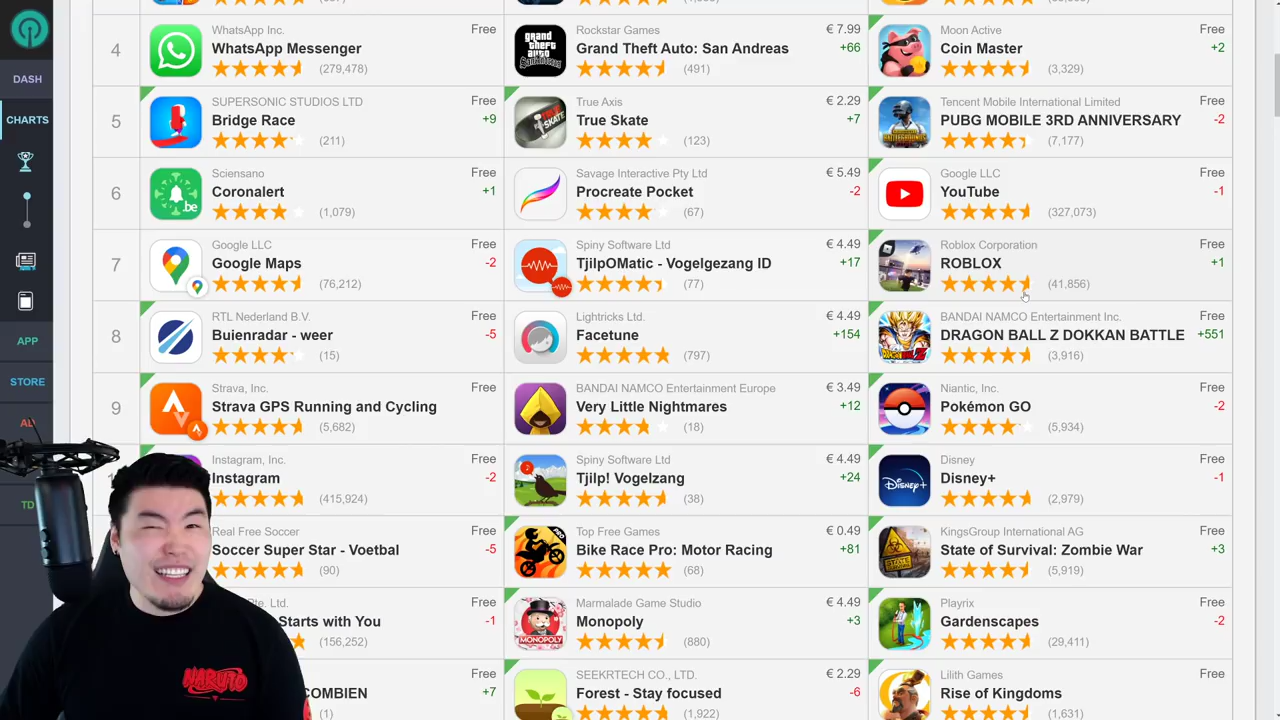 DASH
CHARTS
APP
STORE
TD
4
WhatsApp Inc.
Free
WhatsApp Messenger
(279,478)
Rockstar Games
€ 7.99
Grand Theft Auto: San Andreas
+66
(491)
Moon Active
Free
Coin Master
+2
(3,329)
5
SUPERSONIC STUDIOS LTD
Free
Bridge Race
+9
(211)
True Axis
€ 2.29
True Skate
+7
(123)
Tencent Mobile International Limited
Free
PUBG MOBILE 3RD ANNIVERSARY
-2
(7,177)
6
Sciensano
Free
Coronalert
+1
(1,079)
Savage Interactive Pty Ltd
€ 5.49
Procreate Pocket
-2
(67)
Google LLC
Free
YouTube
-1
(327,073)
7
Google LLC
Free
Google Maps
-2
(76,212)
Spiny Software Ltd
€ 4.49
TjilpOMatic - Vogelgezang ID
+17
(77)
Roblox Corporation
Free
ROBLOX
+1
(41,856)
8
RTL Nederland B.V.
Free
Buienradar - weer
-5
(15)
Lightricks Ltd.
€ 4.49
Facetune
+154
(797)
BANDAI NAMCO Entertainment Inc.
Free
DRAGON BALL Z DOKKAN BATTLE
+551
(3,916)
9
Strava, Inc.
Free
Strava GPS Running and Cycling
(5,682)
BANDAI NAMCO Entertainment Europe
€ 3.49
Very Little Nightmares
+12
(18)
Niantic, Inc.
Free
Pokémon GO
-2
(5,934)
Instagram, Inc.
Free
Instagram
-2
(415,924)
Spiny Software Ltd
€ 4.49
Tjilp! Vogelzang
+24
(38)
Disney
Free
Disney+
-1
(2,979)
Real Free Soccer
Free
Soccer Super Star - Voetbal
-5
(90)
Top Free Games
€ 0.49
Bike Race Pro: Motor Racing
+81
(68)
KingsGroup International AG
Free
State of Survival: Zombie War
+2
(5,919)
Pte. Ltd.
Free
Starts with You
-1
(156,252)
Marmalade Game Studio
€ 4.49
Monopoly
+3
(880)
Playrix
Free
Gardenscapes
-2
(29,411)
Free
COMBIEN
+7
(1)
SEEKRTECH CO., LTD.
€ 2.29
Forest - Stay focused
-6
(1,922)
Lilith Games
Free
Rise of Kingdoms
(1,631)
NARUTO